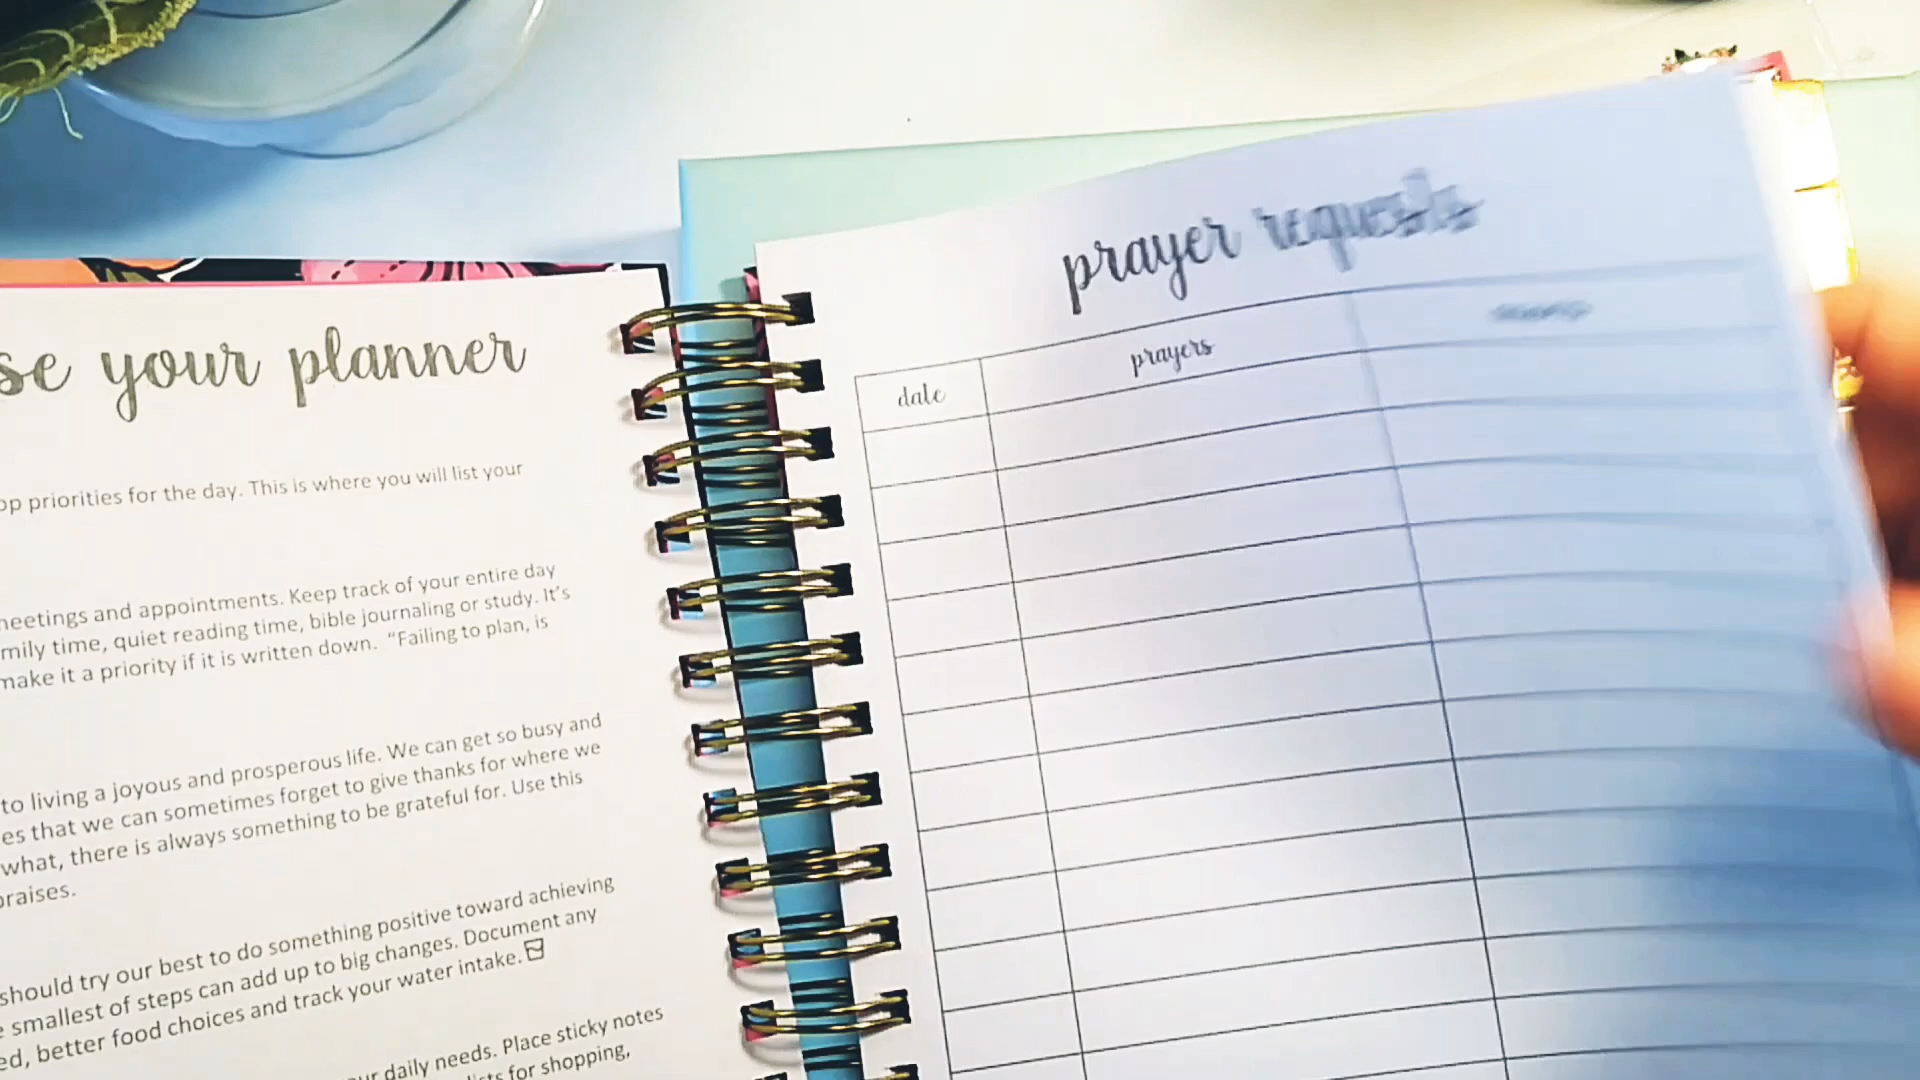 se your planner
op priorities for the day. This is where you will list your
meetings and appointments. Keep track of your entire day
mily time, quiet reading time, bible journaling or study. It's
make it a priority if it is written down. “Failing to plan, is
to living a joyous and prosperous life. We can get so busy and
es that we can sometimes forget to give thanks for where we
what, there is always something to be grateful for. Use this
praises.
should try our best to do something positive toward achieving
e smallest of steps can add up to big changes. Document any
ed, better food choices and track your water intake.
ur daily needs. Place sticky notes
for shopping,
prayer requests
date
prayers